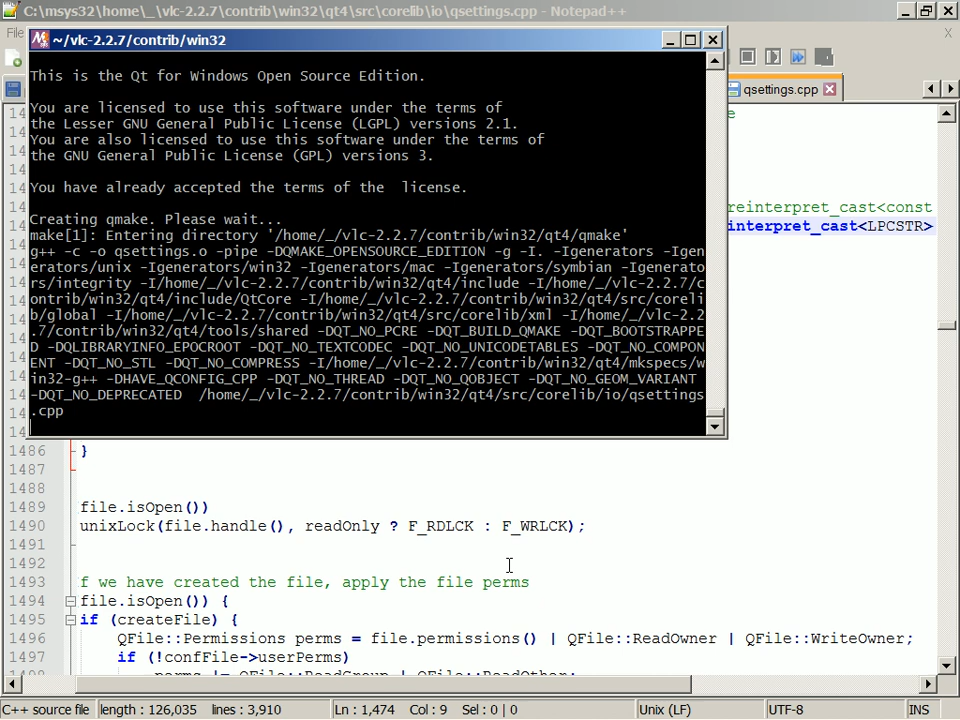 C:\msys32\home\_\vlc-2.2.7\contrib\win32\qt4\src\corelib\io\qsettings.cpp - Notepad++
File
X
~/vlc-2.2.7/contrib/win32
qsettings.cpp
This is the Qt for Windows Open Source Edition.
You are licensed to use this software under the terms of
the Lesser GNU General Public License (LGPL) versions 2.1.
You are also licensed to use this software under the terms of
the GNU General Public License (GPL) versions 3.
You have already accepted the terms of the  license.
Creating qmake. Please wait...
make[1]: Entering directory '/home/_/vlc-2.2.7/contrib/win32/qt4/qmake'
g++ -c -o qsettings.o -pipe -DQMAKE_OPENSOURCE_EDITION -g -I. -Igenerators -Igen
erators/unix -Igenerators/win32 -Igenerators/mac -Igenerators/symbian -Igenerato
rs/integrity -I/home/_/vlc-2.2.7/contrib/win32/qt4/include -I/home/_/vlc-2.2.7/c
ontrib/win32/qt4/include/QtCore -I/home/_/vlc-2.2.7/contrib/win32/qt4/src/coreli
b/global -I/home/_/vlc-2.2.7/contrib/win32/qt4/src/corelib/xml -I/home/_/vlc-2.2
.7/contrib/win32/qt4/tools/shared -DQT_NO_PCRE -DQT_BUILD_QMAKE -DQT_BOOTSTRAPPE
D -DQLIBRARYINFO_EPOCROOT -DQT_NO_TEXTCODEC -DQT_NO_UNICODETABLES -DQT_NO_COMPON
ENT -DQT_NO_STL -DQT_NO_COMPRESS -I/home/_/vlc-2.2.7/contrib/win32/qt4/mkspecs/w
in32-g++ -DHAVE_QCONFIG_CPP -DQT_NO_THREAD -DQT_NO_QOBJECT -DQT_NO_GEOM_VARIANT
-DQT_NO_DEPRECATED  /home/_/vlc-2.2.7/contrib/win32/qt4/src/corelib/io/qsettings
.cpp
reinterpret_cast<const
interpret_cast<LPCSTR>
1486 }
1487
1488
1489 file.isOpen())
1490 unixLock(file.handle(), readOnly ? F_RDLCK : F_WRLCK);
1491
1492
1493 f we have created the file, apply the file perms
1494 file.isOpen()) {
1495 if (createFile) {
1496 QFile::Permissions perms = file.permissions() | QFile::ReadOwner | QFile::WriteOwner;
1497 if (!confFile->userPerms)
perms |= QFile::ReadGroup | QFile::ReadOther;
C++ source file length : 126,035 lines : 3,910 Ln : 1,474 Col : 9 Sel : 0 | 0 Unix (LF) UTF-8 INS